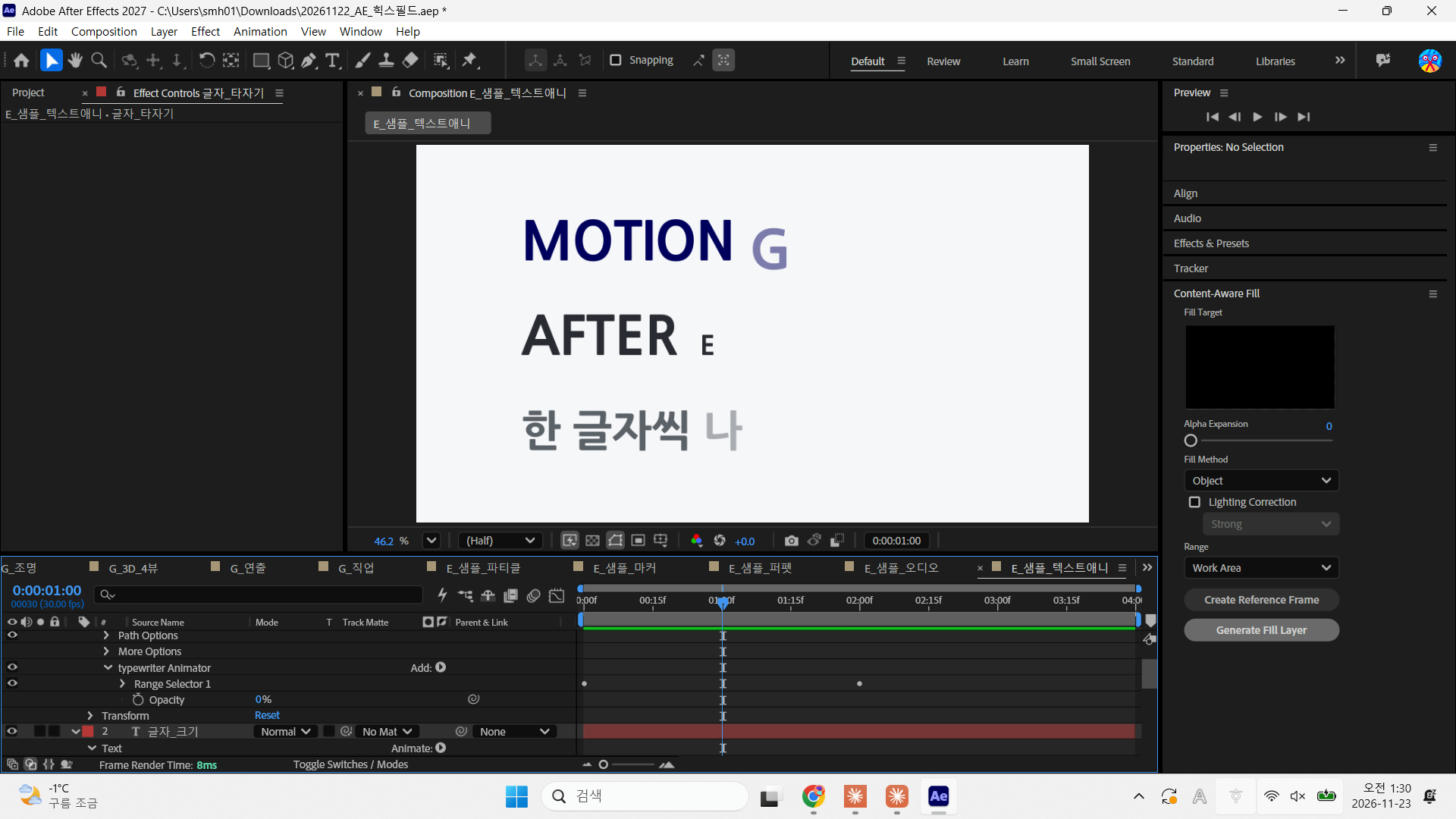 Adobe After Effects 2027 - C:\Users\smh01\Downloads\20261122_AE_힉스필드.aep *
File Edit Composition Layer Effect Animation View Window Help
Snapping
Default Review Learn Small Screen Standard Libraries
Project Effect Controls 글자_타자기
E_샘플_텍스트애니 • 글자_타자기
Composition E_샘플_텍스트애니
E_샘플_텍스트애니
MOTION G
AFTER E
한 글자씩 나
46.2 % (Half) +0.0 0:00:01:00
Preview
Properties: No Selection
Align
Audio
Effects & Presets
Tracker
Content-Aware Fill
Fill Target
Alpha Expansion 0
Fill Method
Object
Lighting Correction
Strong
Range
Work Area
Create Reference Frame
Generate Fill Layer
G_조명 G_3D_4뷰 G_연출 G_직업 E_샘플_파티클 E_샘플_마커 E_샘플_퍼펫 E_샘플_오디오 E_샘플_텍스트애니
0:00:01:00
00030 (30.00 fps)
0:00f 00:15f 01:00f 01:15f 02:00f 02:15f 03:00f 03:15f 04:0
# Source Name Mode T Track Matte Parent & Link
Path Options
More Options
typewriter Animator Add:
Range Selector 1
Opacity 0%
Transform Reset
2 T 글자_크기 Normal No Mat None
Text Animate:
Frame Render Time: 8ms Toggle Switches / Modes
-1°C
구름 조금
검색
오전 1:30
2026-11-23